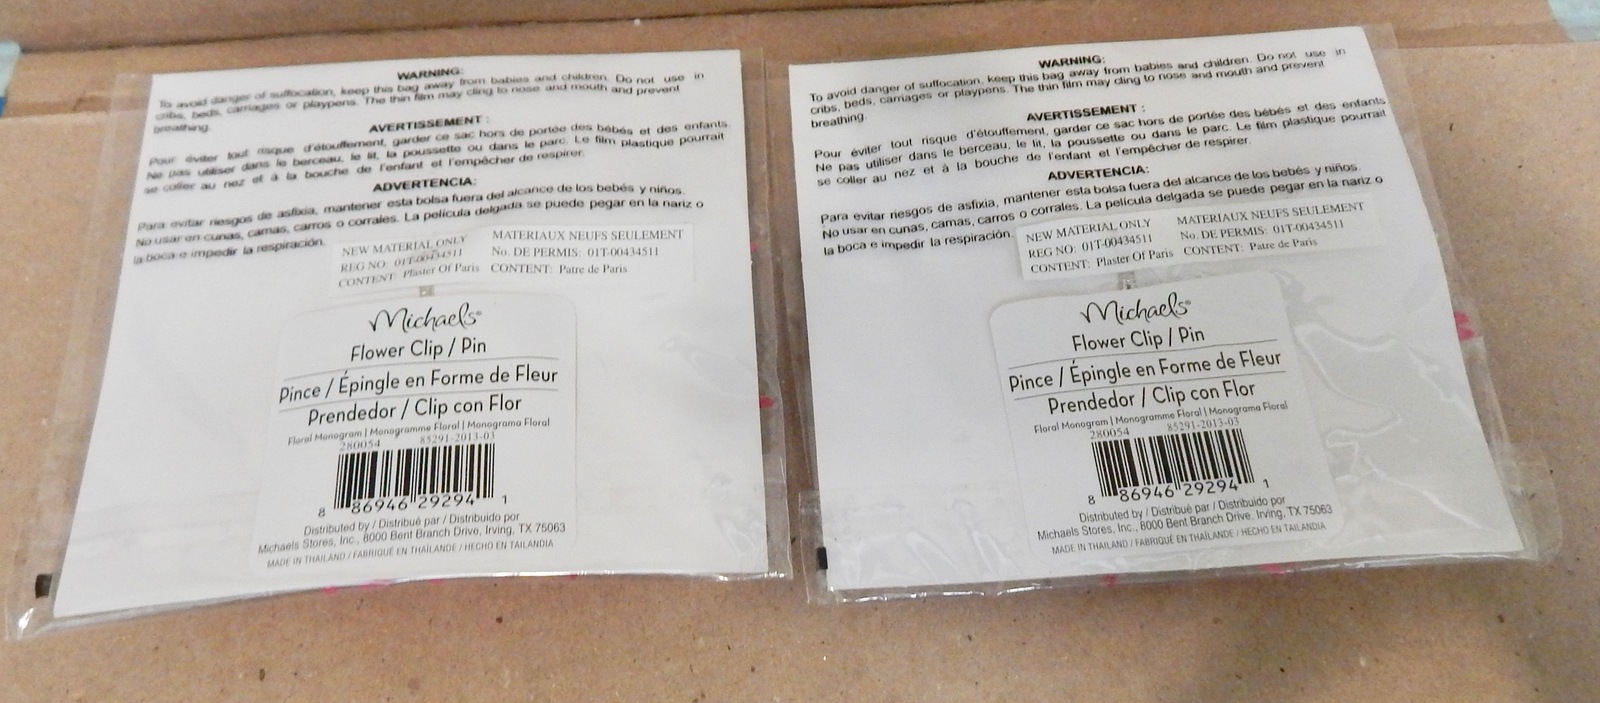 WARNING:
To avoid danger of suffocation, keep this bag away from babies and children. Do not use in
cribs, beds, carriages or playpens. The thin film may cling to nose and mouth and prevent
breathing.
AVERTISSEMENT :
Pour éviter tout risque d'étouffement, garder ce sac hors de portée des bébés et des enfants.
Ne pas utiliser dans le berceau, le lit, la poussette ou dans le parc. Le film plastique pourrait
se coller au nez et à la bouche de l'enfant et l'empêcher de respirer.
ADVERTENCIA:
Para evitar riesgos de asfixia, mantener esta bolsa fuera del alcance de los bebés y niños.
No usar en cunas, camas, carros o corrales. La película delgada se puede pegar en la nariz o
la boca e impedir la respiración.
NEW MATERIAL ONLY
REG NO: 01T-00434511
CONTENT: Plaster Of Paris
MATERIAUX NEUFS SEULEMENT
No. DE PERMIS: 01T-00434511
CONTENT: Patre de Paris
Michaels®
Flower Clip / Pin
Pince / Épingle en Forme de Fleur
Prendedor / Clip con Flor
Floral Monogram | Monogramme Floral | Monograma Floral
280054 85291-2013-03
8 86946 29294 1
Distributed by / Distribué par / Distribuido por
Michaels Stores, Inc., 8000 Bent Branch Drive, Irving, TX 75063
MADE IN THAILAND / FABRIQUÉ EN THAÏLANDE / HECHO EN TAILANDIA
WARNING:
To avoid danger of suffocation, keep this bag away from babies and children. Do not use in
cribs, beds, carriages or playpens. The thin film may cling to nose and mouth and prevent
breathing.
AVERTISSEMENT :
Pour éviter tout risque d'étouffement, garder ce sac hors de portée des bébés et des enfants
Ne pas utiliser dans le berceau, le lit, la poussette ou dans le parc. Le film plastique pourrait
se coller au nez et à la bouche de l'enfant et l'empêcher de respirer.
ADVERTENCIA:
Para evitar riesgos de asfixia, mantener esta bolsa fuera del alcance de los bebés y niños.
No usar en cunas, camas, carros o corrales. La película delgada se puede pegar en la nariz o
la boca e impedir la respiración.
NEW MATERIAL ONLY
REG NO: 01T-00434511
CONTENT: Plaster Of Paris
MATERIAUX NEUFS SEULEMENT
No. DE PERMIS: 01T-00434511
CONTENT: Patre de Paris
Michaels®
Flower Clip / Pin
Pince / Épingle en Forme de Fleur
Prendedor / Clip con Flor
Floral Monogram | Monogramme Floral | Monograma Floral
280054 85291-2013-03
8 86946 29294 1
Distributed by / Distribué par / Distribuido por
Michaels Stores, Inc., 8000 Bent Branch Drive, Irving, TX 75063
MADE IN THAILAND / FABRIQUÉ EN THAÏLANDE / HECHO EN TAILANDIA